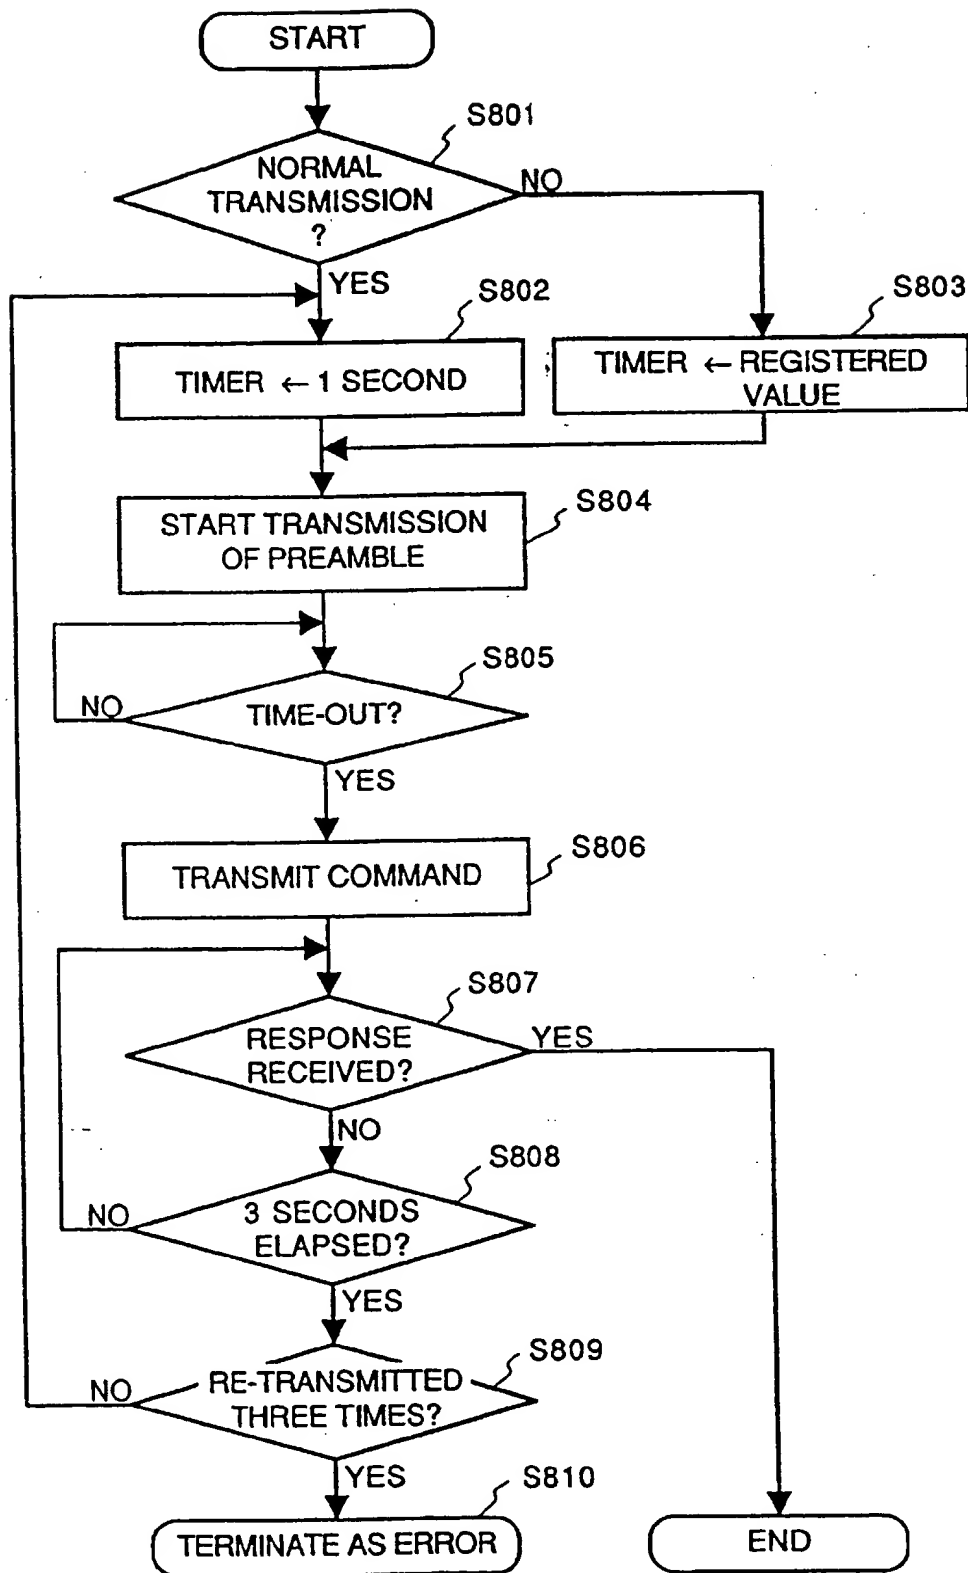 START
S801
NORMAL
TRANSMISSION
?
NO
YES
S802
S803
TIMER ← 1 SECOND
TIMER ← REGISTERED
VALUE
S804
START TRANSMISSION
OF PREAMBLE
S805
NO
TIME-OUT?
YES
S806
TRANSMIT COMMAND
S807
RESPONSE
RECEIVED?
YES
NO
S808
NO
3 SECONDS
ELAPSED?
YES
S809
NO
RE-TRANSMITTED
THREE TIMES?
YES
S810
TERMINATE AS ERROR
END